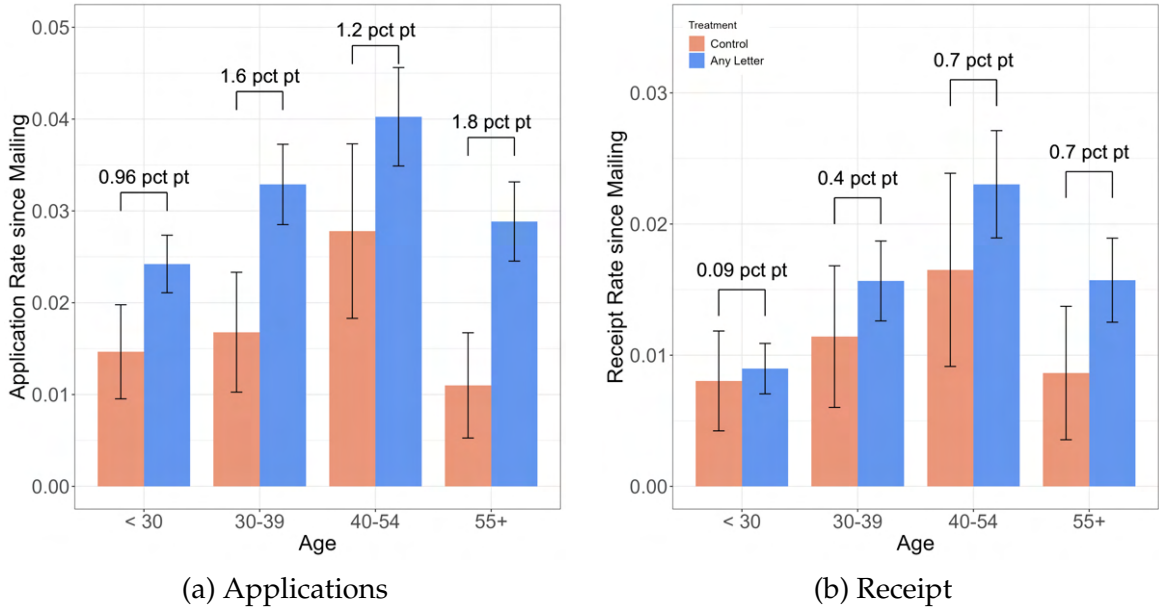 Application Rate since Mailing
0.05
0.04
0.03
0.02
0.01
0.00
0.96 pct pt
1.6 pct pt
1.2 pct pt
1.8 pct pt
< 30
30-39
40-54
55+
Age
(a) Applications
Receipt Rate since Mailing
0.03
0.02
0.01
0.00
Treatment
Control
Any Letter
0.09 pct pt
0.4 pct pt
0.7 pct pt
0.7 pct pt
< 30
30-39
40-54
55+
Age
(b) Receipt